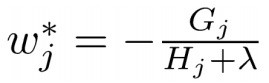 w_j^* = -\frac{G_j}{H_j + \lambda}